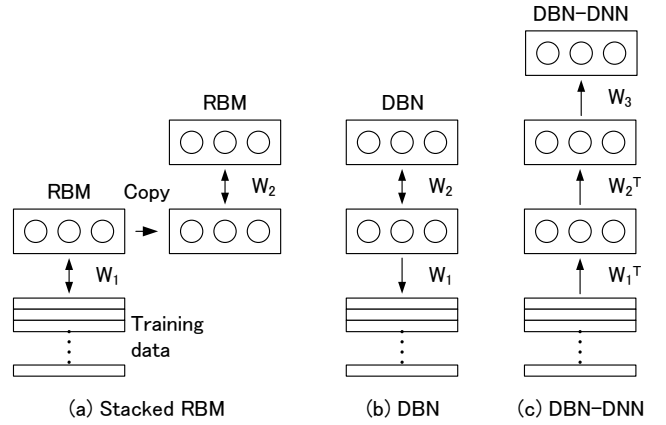 DBN-DNN
W₃
RBM
DBN
W₂
W₂
W₂ᵀ
RBM
Copy
W₁
W₁
W₁ᵀ
Training
data
(a) Stacked RBM
(b) DBN
(c) DBN-DNN